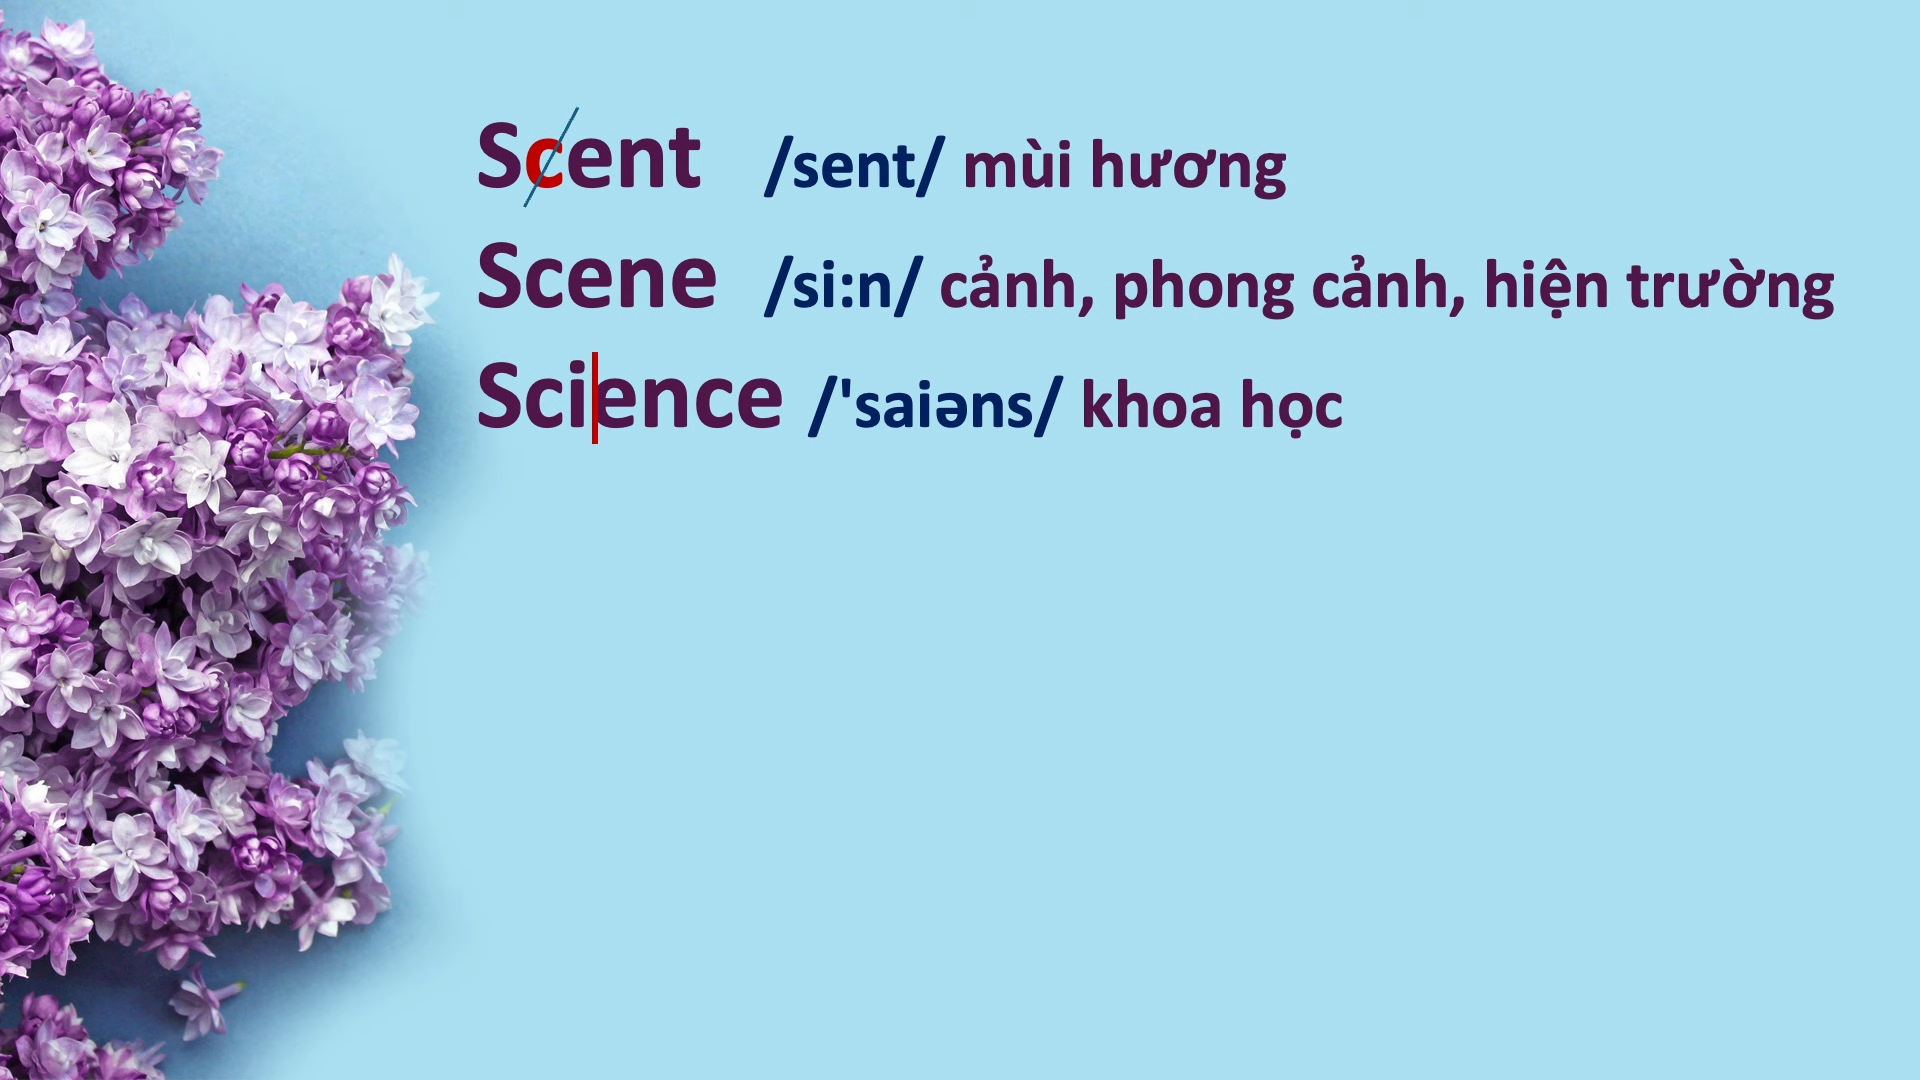 Scent /sent/ mùi hương
Scene /si:n/ cảnh, phong cảnh, hiện trường
Science /'saiəns/ khoa học